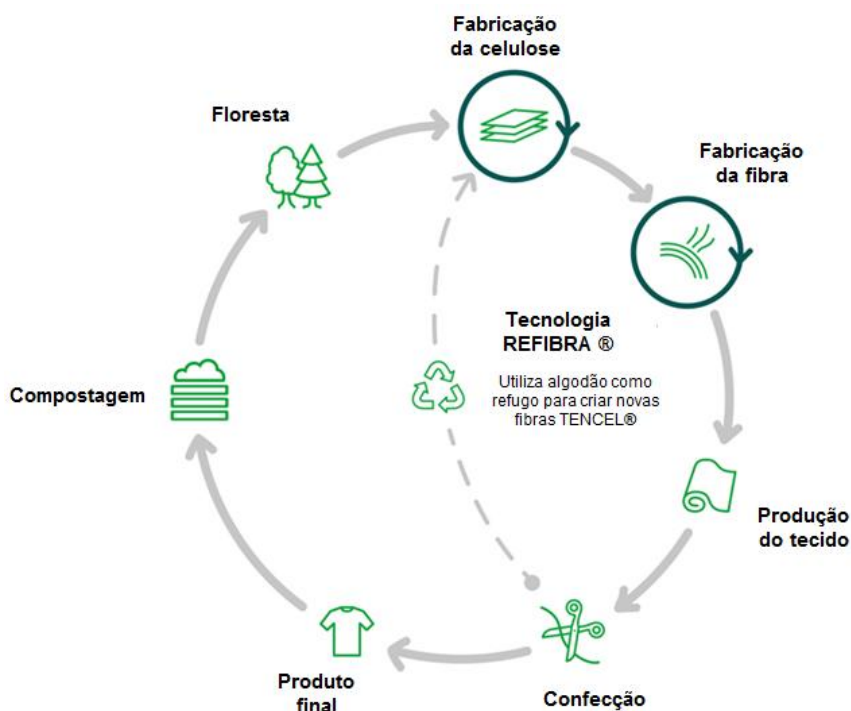 Fabricação
da celulose
Floresta
Fabricação
da fibra
Tecnologia
REFIBRA ®
Utiliza algodão como
refugo para criar novas
fibras TENCEL®
Compostagem
Produção
do tecido
Produto
final
Confecção